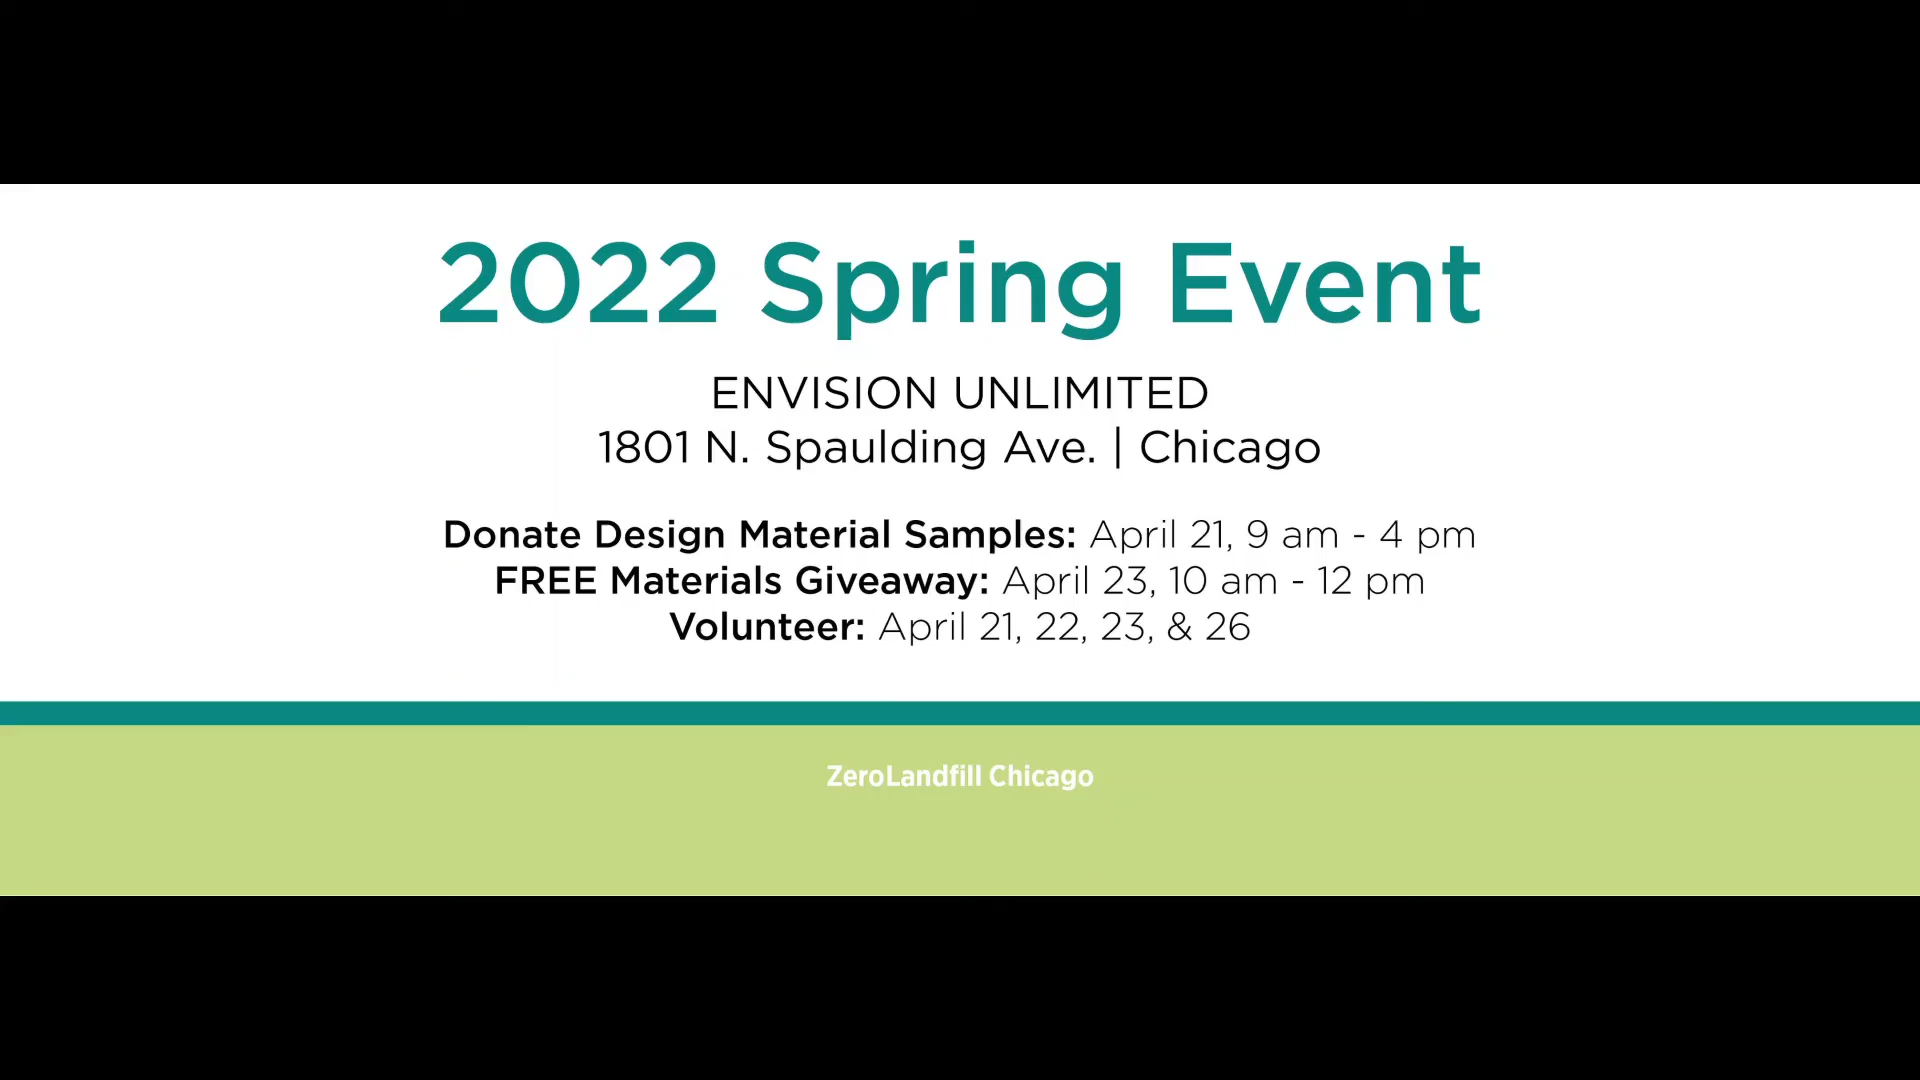 2022 Spring Event
ENVISION UNLIMITED
1801 N. Spaulding Ave. | Chicago
Donate Design Material Samples: April 21, 9 am - 4 pm
FREE Materials Giveaway: April 23, 10 am - 12 pm
Volunteer: April 21, 22, 23, & 26
ZeroLandfill Chicago